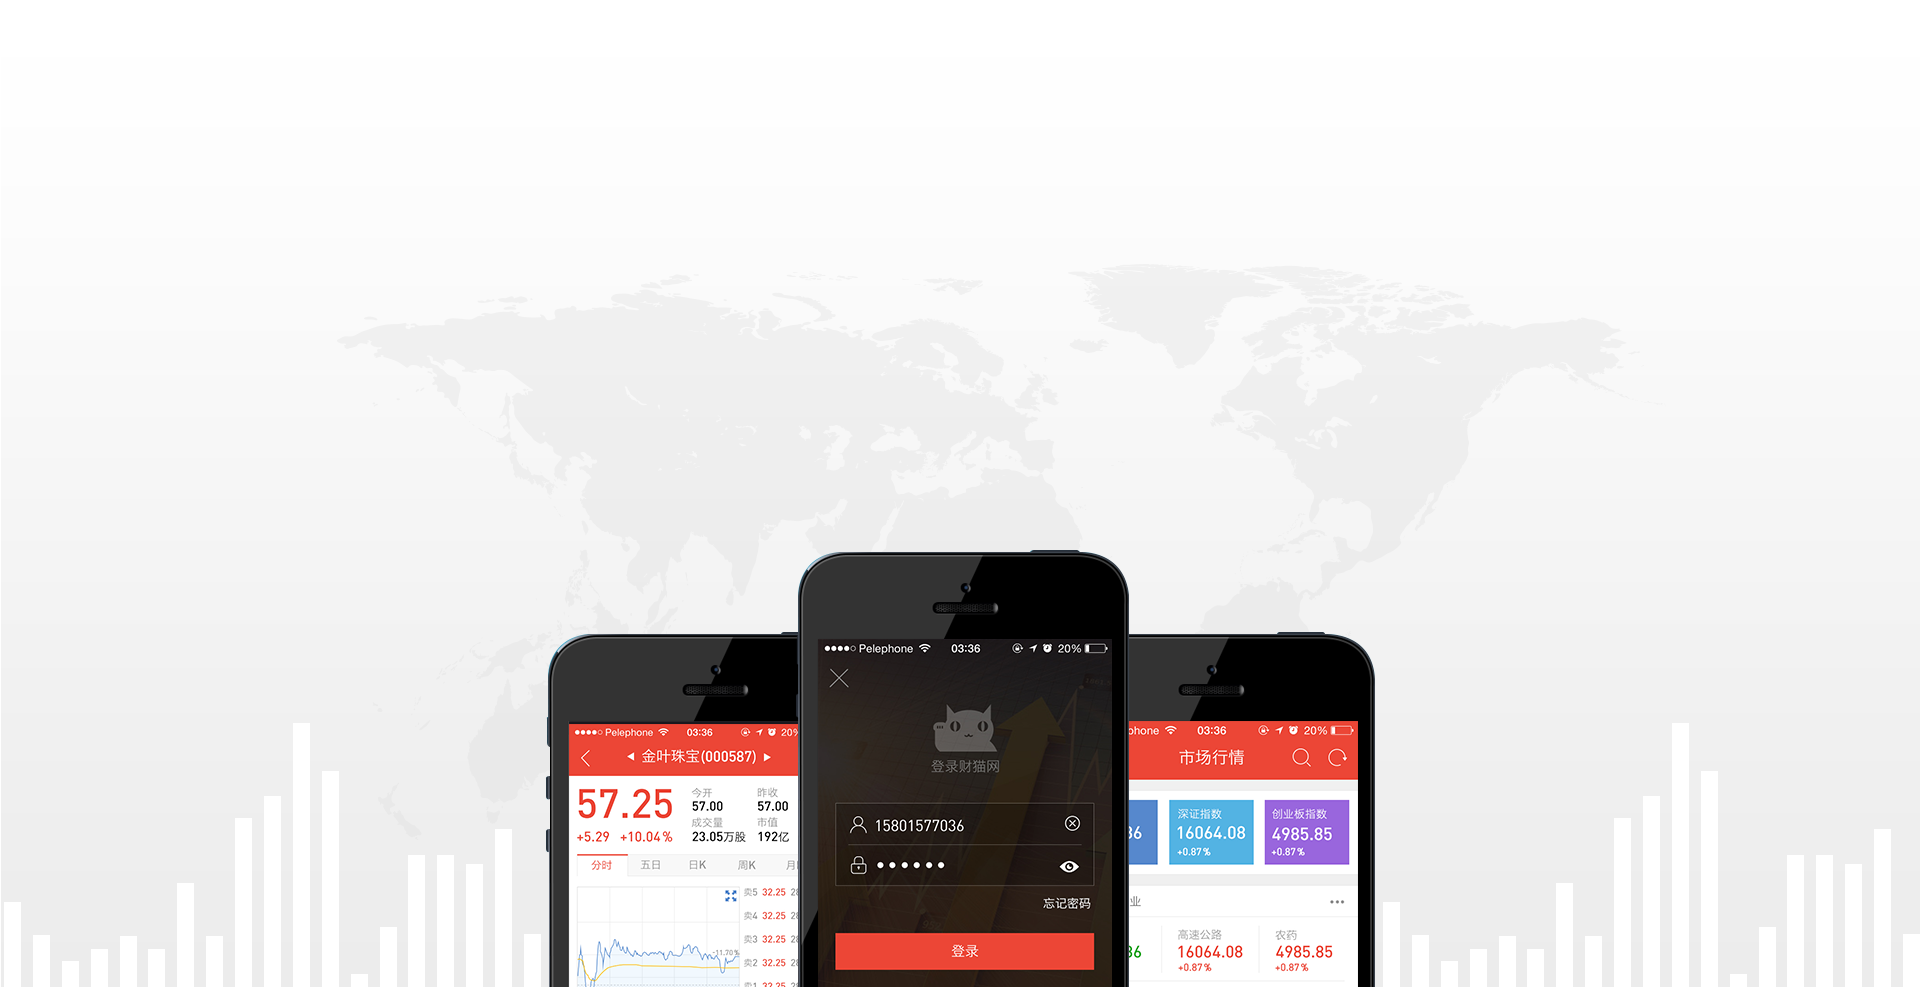 Pelephone 03:36 20%
金叶珠宝(000587)
57.25
+5.29 +10.04%
今开 昨收
57.00 57.00
成交量 市值
23.05万股 192亿
分时 五日 日K 周K 月
卖5 32.25 28
卖4 32.25 28
卖3 32.25 28
-11.70%
卖2 32.25 28
卖1 32.25 28
Pelephone 03:36 20%
登录财猫网
15801577036
忘记密码
登录
phone 03:36 20%
市场行情
深证指数 创业板指数
36 16064.08 4985.85
+0.87% +0.87%
业
高速公路 农药
36 16064.08 4985.85
+0.87% +0.87%